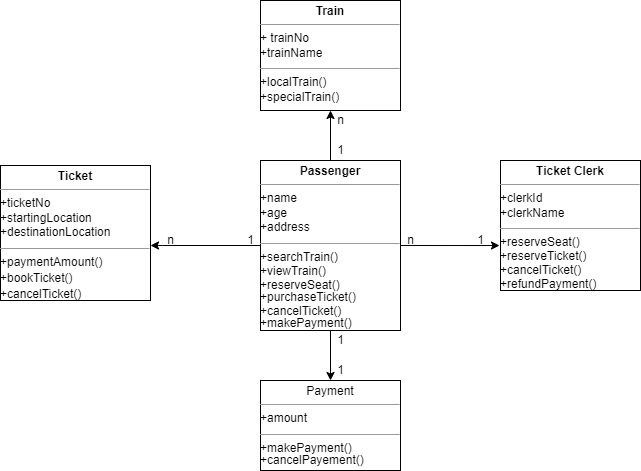 Train
+ trainNo
+trainName
+localTrain()
+specialTrain()
n
1
Ticket
+ticketNo
+startingLocation
+destinationLocation
+paymentAmount()
+bookTicket()
+cancelTicket()
n
1
Passenger
+name
+age
+address
+searchTrain()
+viewTrain()
+reserveSeat()
+purchaseTicket()
+cancelTicket()
+makePayment()
n
1
Ticket Clerk
+clerkId
+clerkName
+reserveSeat()
+reserveTicket()
+cancelTicket()
+refundPayment()
1
1
Payment
+amount
+makePayment()
+cancelPayement()